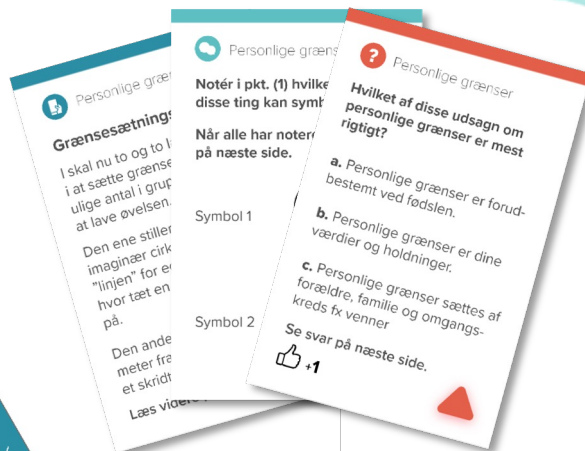 Personlige græn
Grænsesætnings
I skal nu to og to
i at sætte grænse
ulige antal i grup
at lave øvelsen.
Den ene stiller
imaginær cirk
"linjen" for e
hvor tæt en
på.
Den ande
meter fra
et skridt
Læs videre
Personlige grænse
Notér i pkt. (1) hvilke
disse ting kan symb
Når alle har noter
på næste side.
Symbol 1
Symbol 2
?
Personlige grænser
Hvilket af disse udsagn om
personlige grænser er mest
rigtigt?
a. Personlige grænser er forud-
bestemt ved fødslen.
b. Personlige grænser er dine
værdier og holdninger.
c. Personlige grænser sættes af
forældre, familie og omgangs-
kreds fx venner
Se svar på næste side.
+1